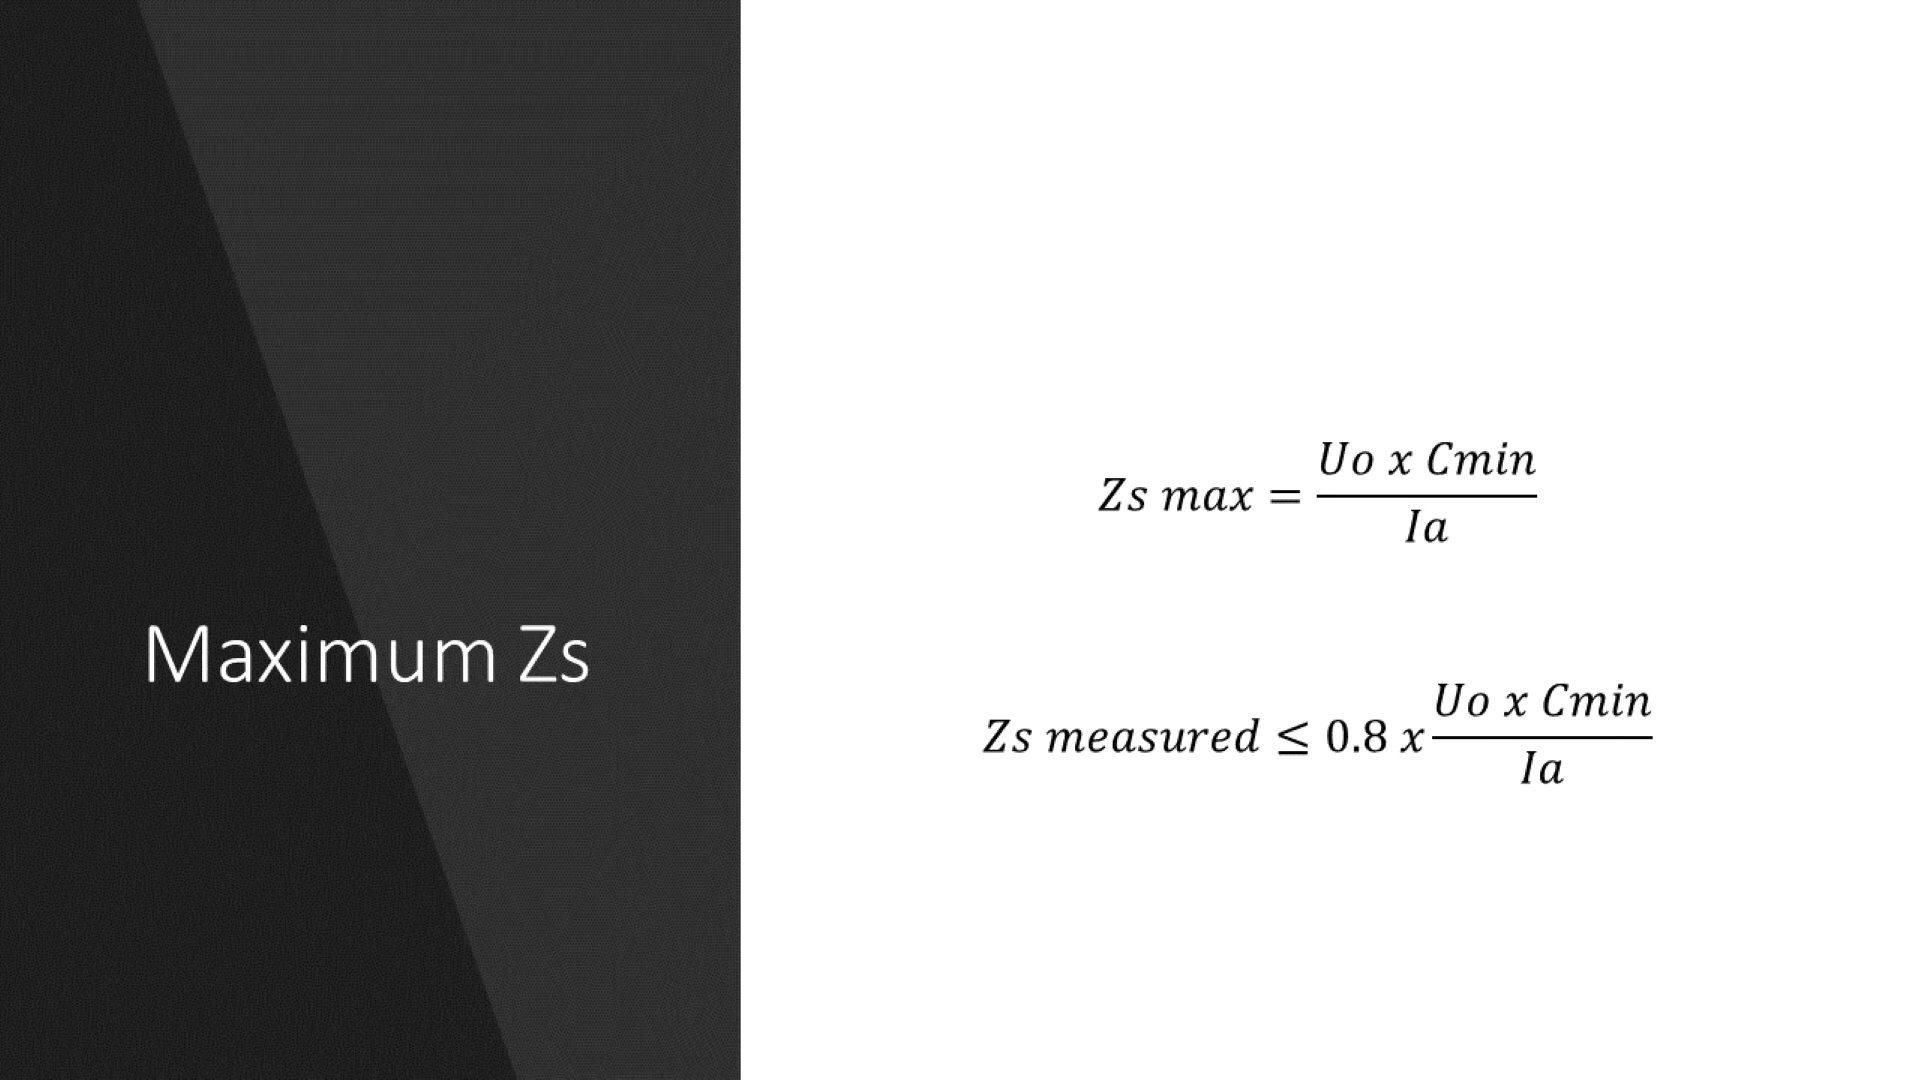 Maximum Zs
Zs max = Uo x Cmin / Ia
Zs measured ≤ 0.8 x Uo x Cmin / Ia